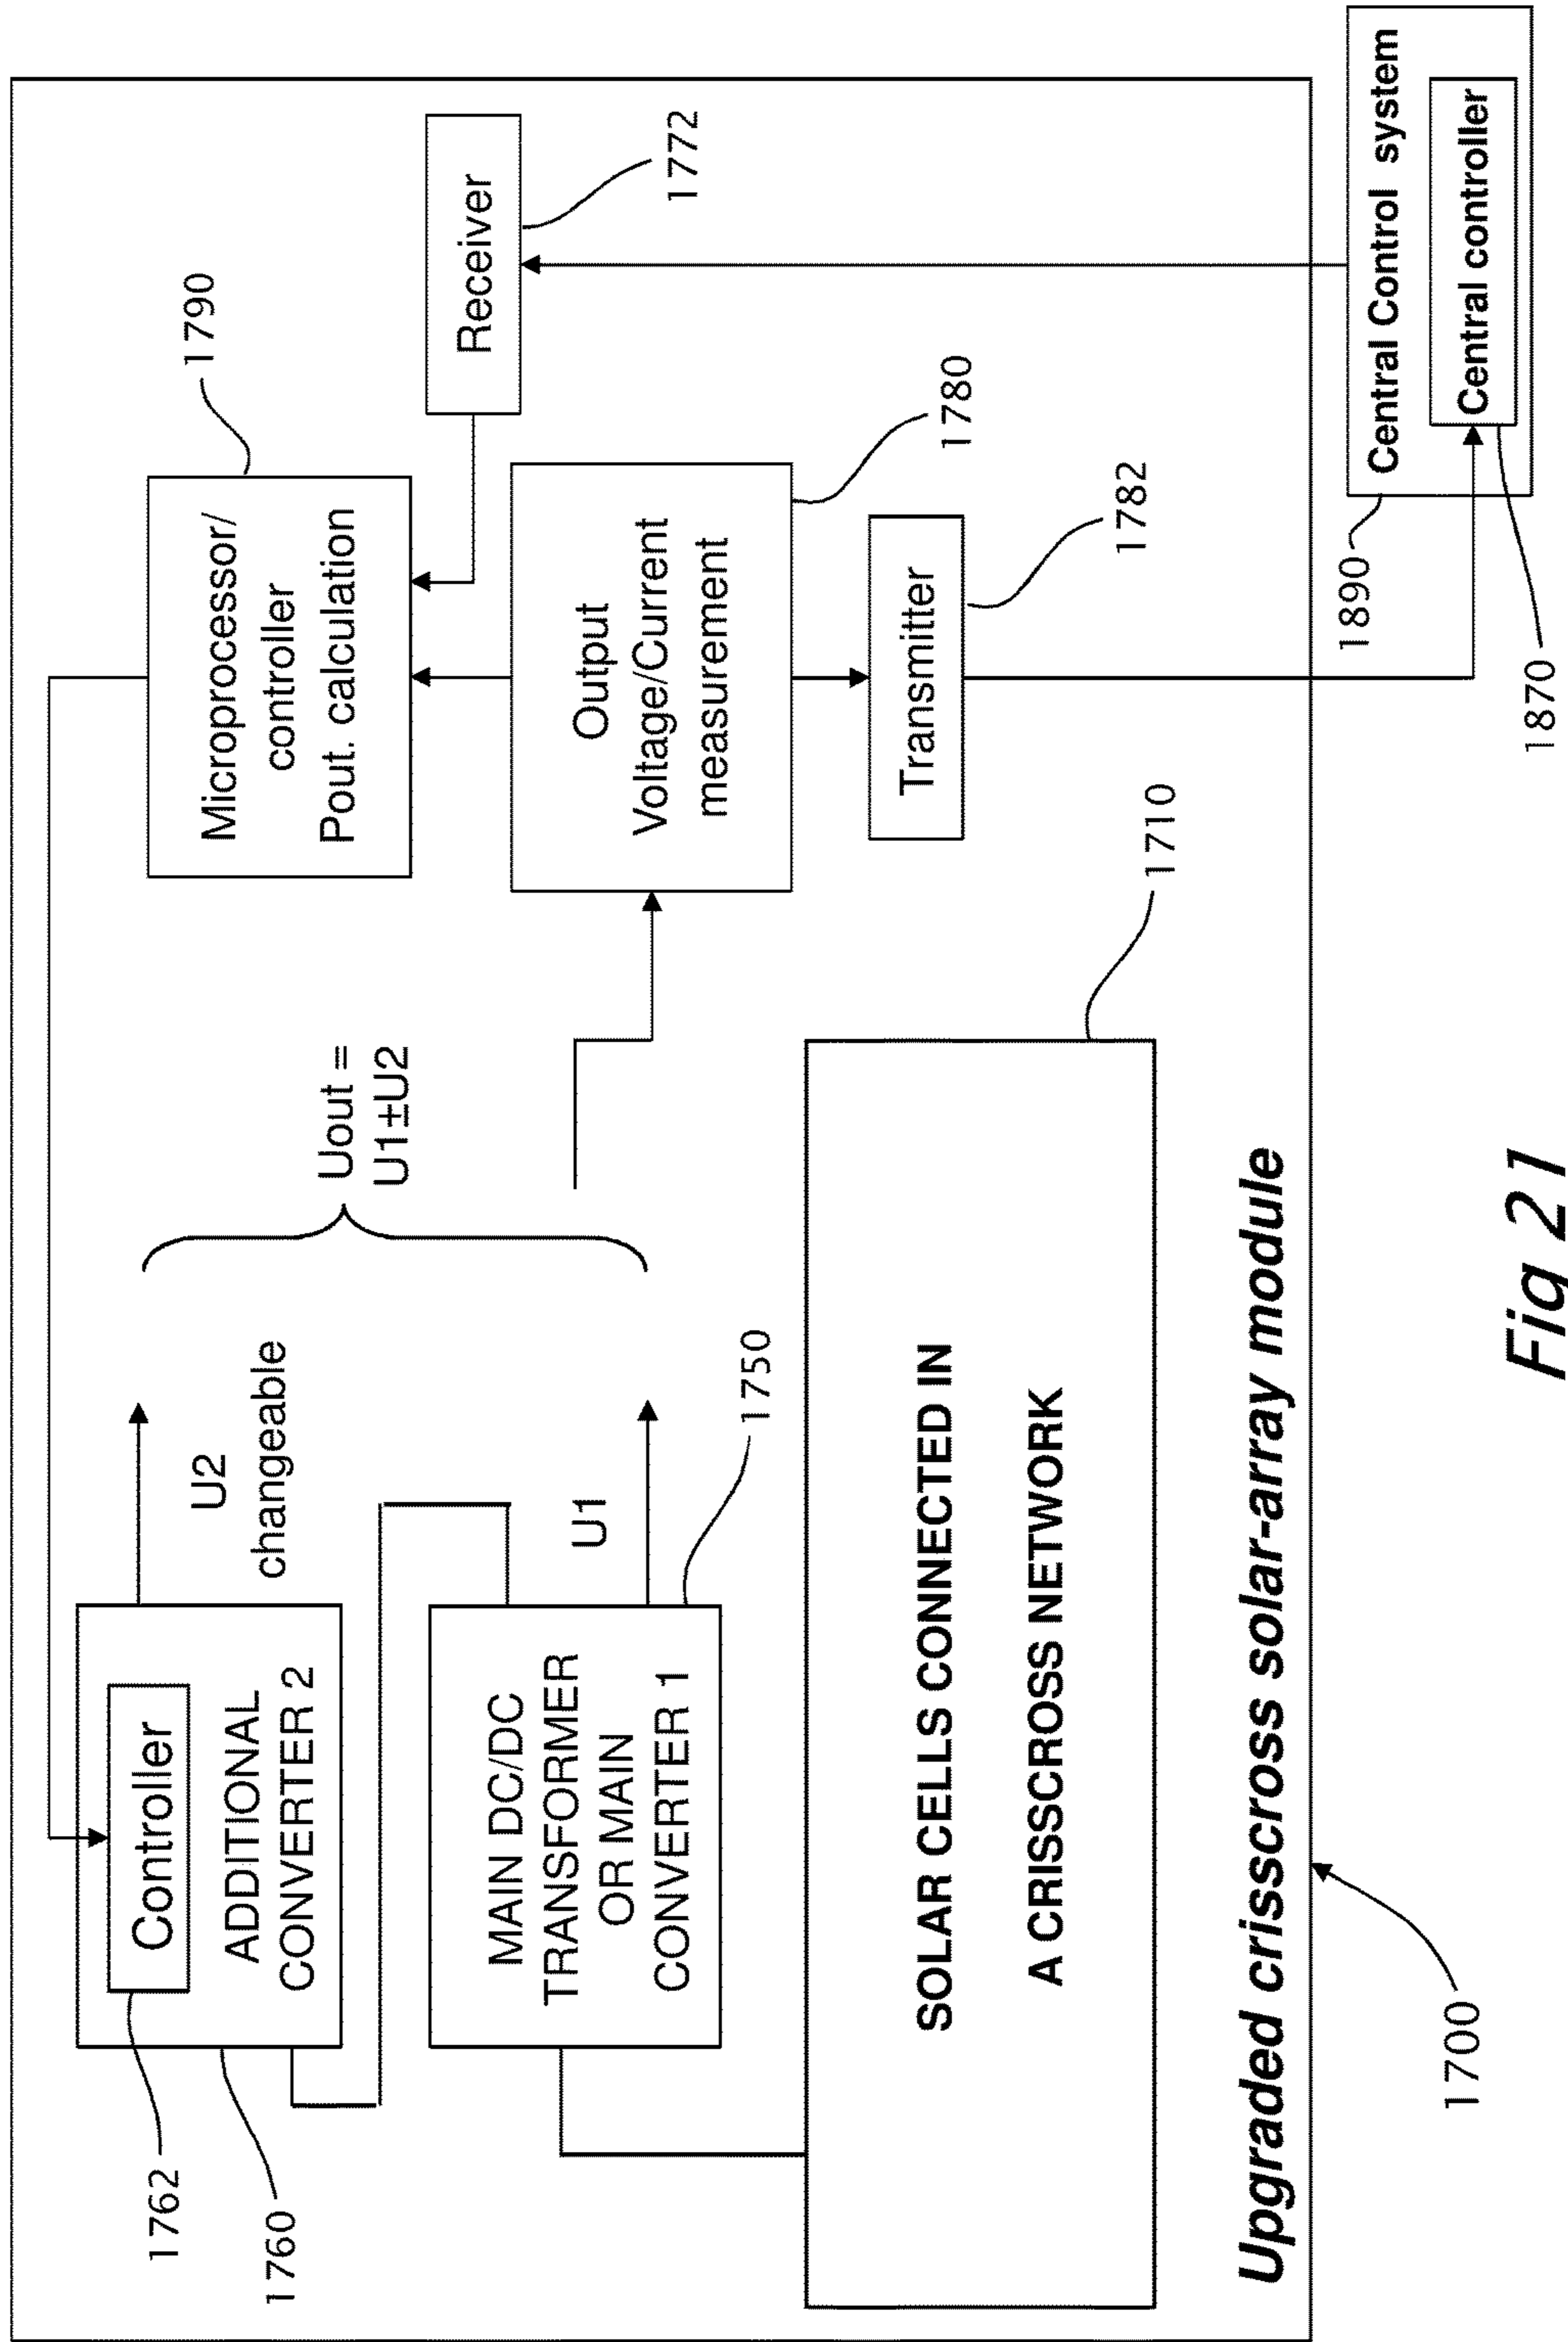 1762
1760
Controller
ADDITIONAL
CONVERTER 2
U2
changeable
MAIN DC/DC
TRANSFORMER
OR MAIN
CONVERTER 1
U1
1750
Uout =
U1±U2
Microprocessor/
controller
Pout. calculation
1790
Receiver
1772
Output
Voltage/Current
measurement
1780
Transmitter
1782
SOLAR CELLS CONNECTED IN
A CRISSCROSS NETWORK
1710
Upgraded crisscross solar-array module
1700
1890
Central Control system
Central controller
1870
Fig 21